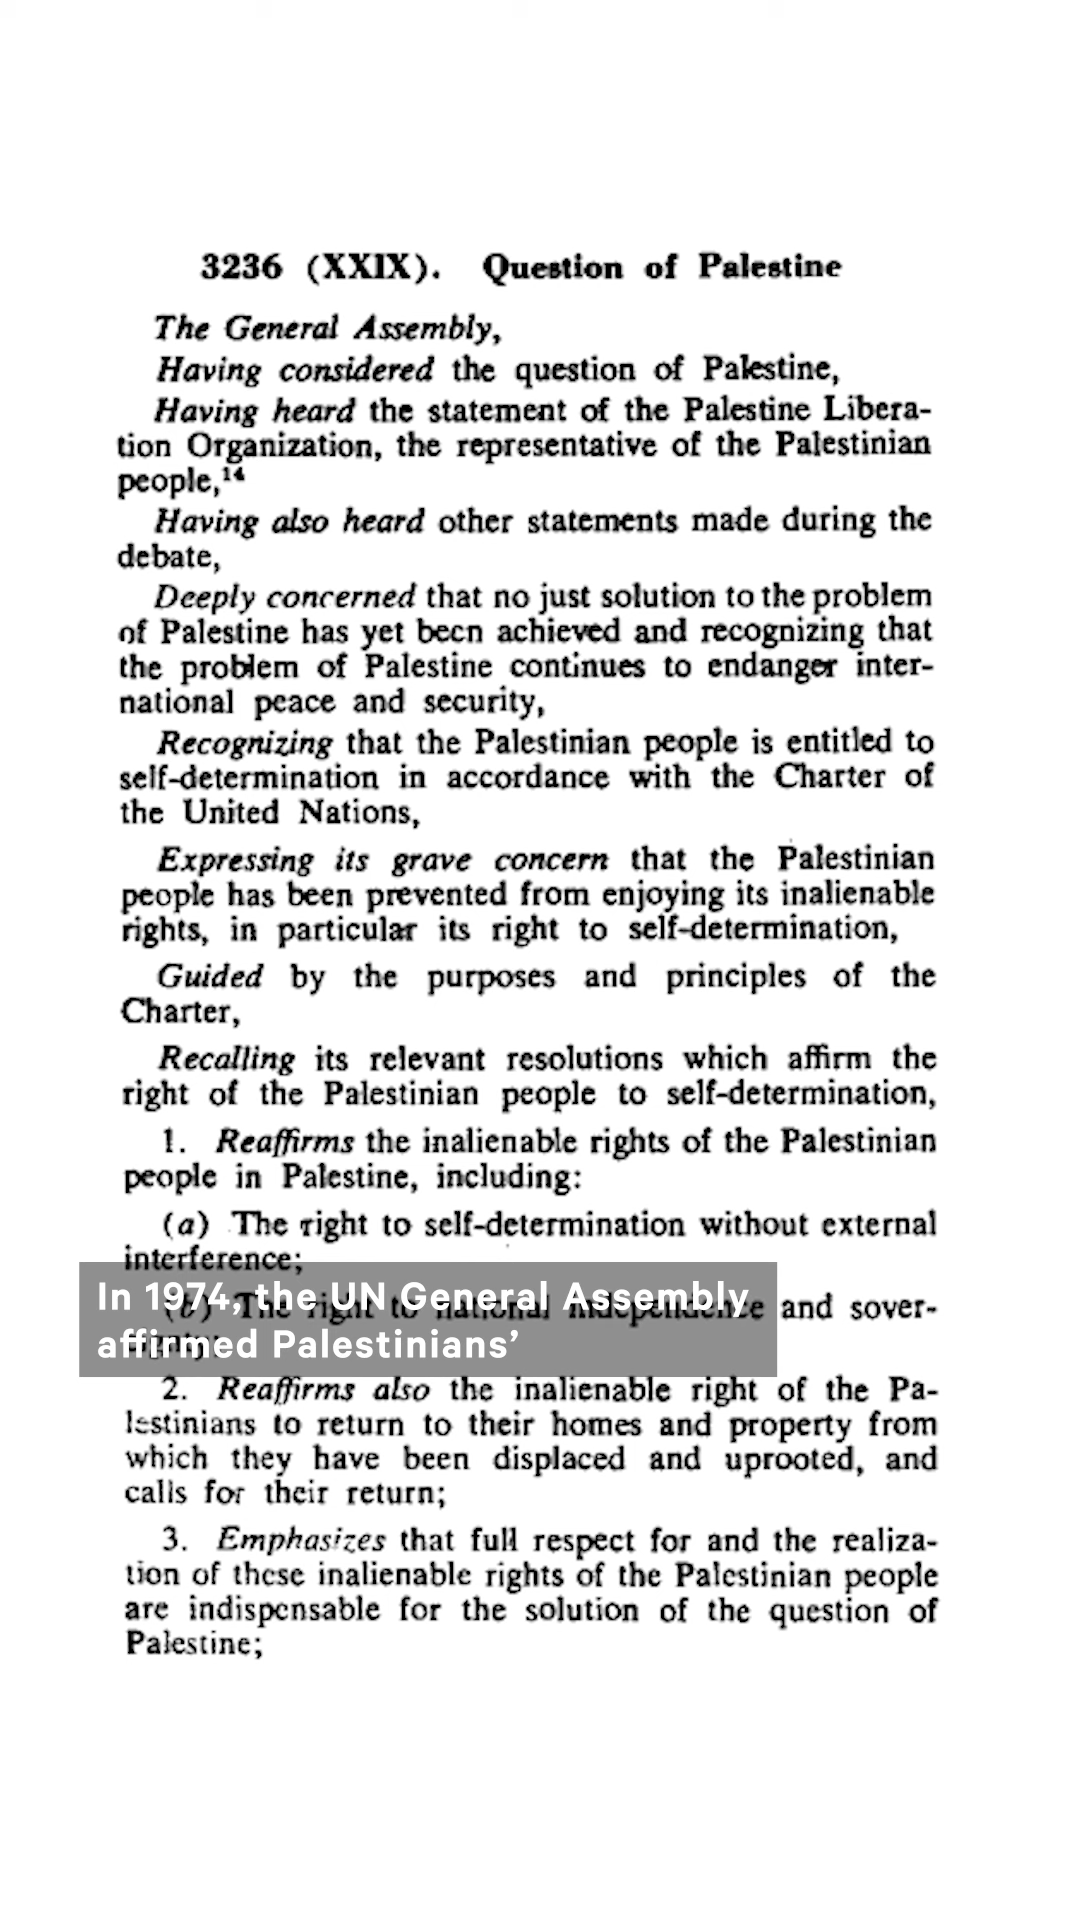 3236 (XXIX). Question of Palestine
The General Assembly,
Having considered the question of Palestine,
Having heard the statement of the Palestine Libera-
tion Organization, the representative of the Palestinian
people,14
Having also heard other statements made during the
debate,
Deeply concerned that no just solution to the problem
of Palestine has yet been achieved and recognizing that
the problem of Palestine continues to endanger inter-
national peace and security,
Recognizing that the Palestinian people is entitled to
self-determination in accordance with the Charter of
the United Nations,
Expressing its grave concern that the Palestinian
people has been prevented from enjoying its inalienable
rights, in particular its right to self-determination,
Guided by the purposes and principles of the
Charter,
Recalling its relevant resolutions which affirm the
right of the Palestinian people to self-determination,
1. Reaffirms the inalienable rights of the Palestinian
people in Palestine, including:
(a) The right to self-determination without external
interference;
In 1974, the UN General Assembly
affirmed Palestinians’
(b) The right to national independence and sover-
2. Reaffirms also the inalienable right of the Pa-
lestinians to return to their homes and property from
which they have been displaced and uprooted, and
calls for their return;
3. Emphasizes that full respect for and the realiza-
tion of these inalienable rights of the Palestinian people
are indispensable for the solution of the question of
Palestine;